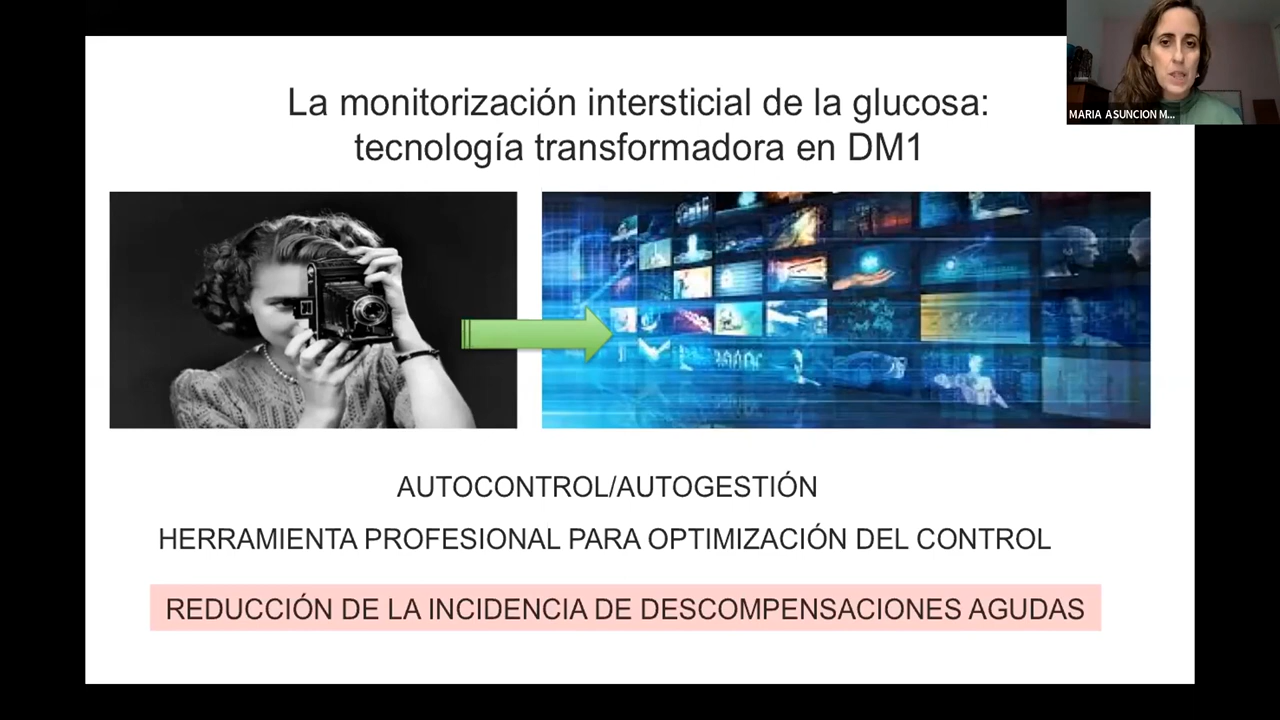 La monitorización intersticial de la glucosa:
tecnología transformadora en DM1
MARIA ASUNCION M...
AUTOCONTROL/AUTOGESTIÓN
HERRAMIENTA PROFESIONAL PARA OPTIMIZACIÓN DEL CONTROL
REDUCCIÓN DE LA INCIDENCIA DE DESCOMPENSACIONES AGUDAS